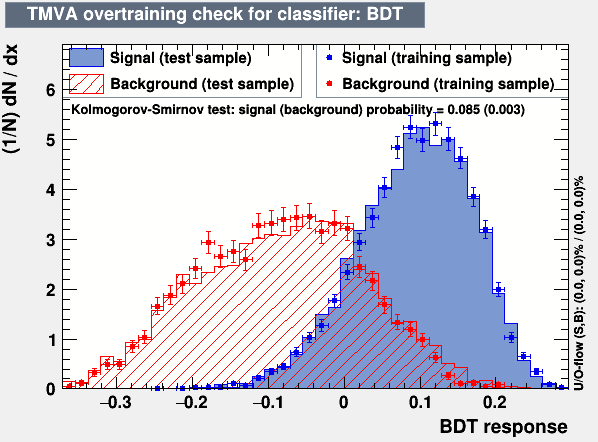 TMVA overtraining check for classifier: BDT
Signal (test sample)
Background (test sample)
Signal (training sample)
Background (training sample)
Kolmogorov-Smirnov test: signal (background) probability = 0.085 (0.003)
(1/N) dN / dx
6
5
4
3
2
1
0
−0.3 −0.2 −0.1 0 0.1 0.2
BDT response
U/O-flow (S,B): (0.0, 0.0)% / (0.0, 0.0)%